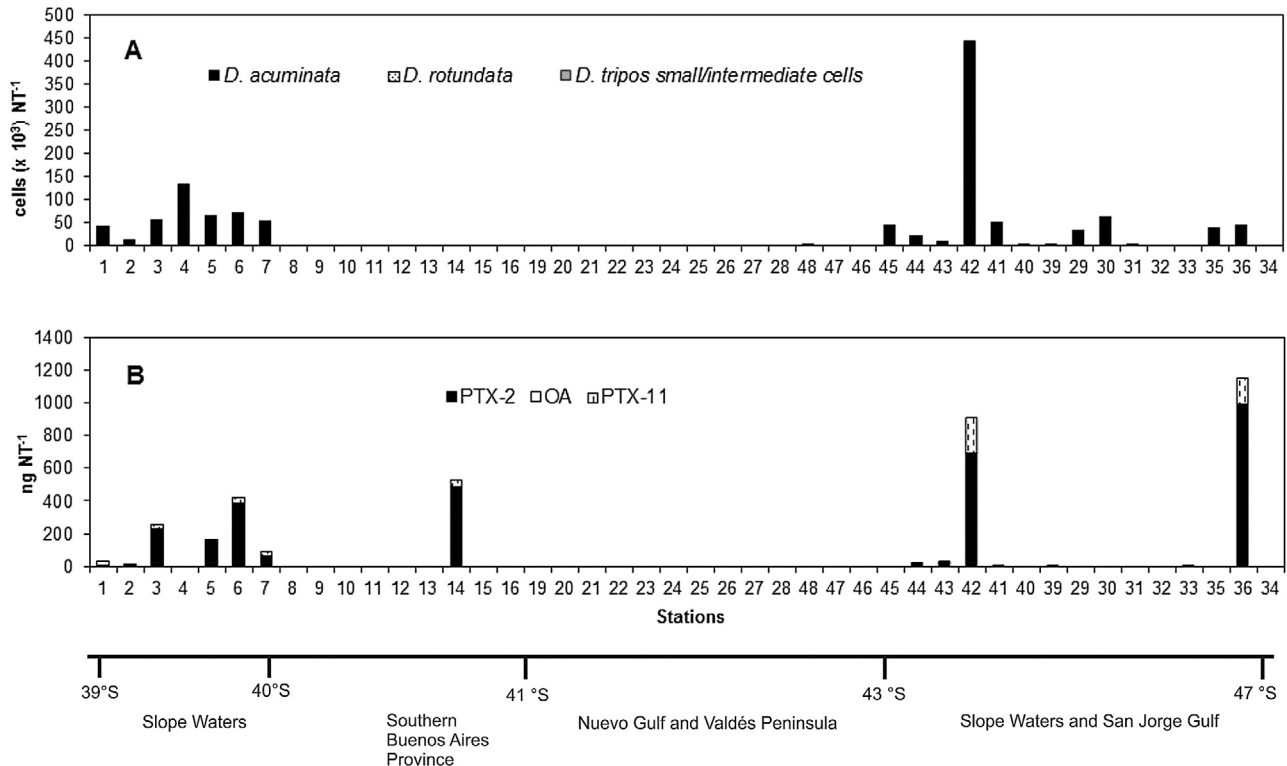 A
D. acuminata D. rotundata D. tripos small/intermediate cells
cells (x 10³) NT⁻¹
500
450
400
350
300
250
200
150
100
50
0
1 2 3 4 5 6 7 8 9 10 11 12 13 14 15 16 19 20 21 22 23 24 25 26 27 28 48 47 46 45 44 43 42 41 40 39 29 30 31 32 33 35 36 34
B
PTX-2 OA PTX-11
ng NT⁻¹
1400
1200
1000
800
600
400
200
0
1 2 3 4 5 6 7 8 9 10 11 12 13 14 15 16 19 20 21 22 23 24 25 26 27 28 48 47 46 45 44 43 42 41 40 39 29 30 31 32 33 35 36 34
Stations
39°S 40°S 41 °S 43 °S 47 °S
Slope Waters
Southern
Buenos Aires
Province
Nuevo Gulf and Valdés Peninsula
Slope Waters and San Jorge Gulf